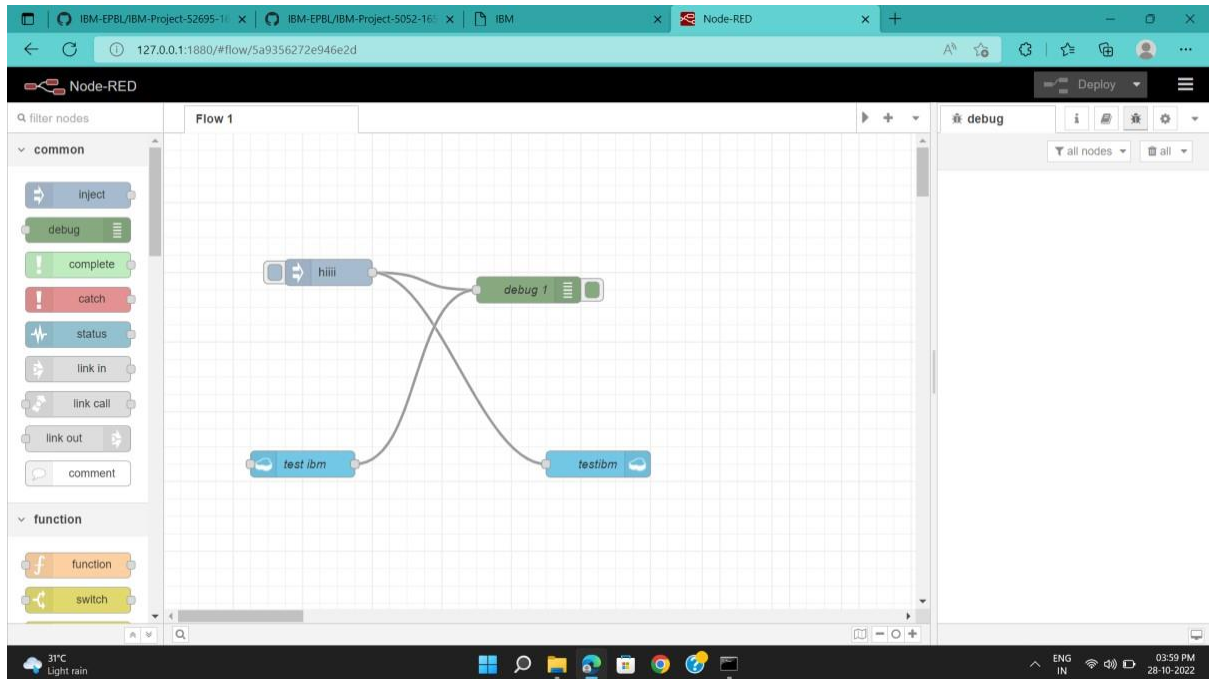 IBM-EPBL/IBM-Project-52695-16
IBM-EPBL/IBM-Project-5052-165
IBM
Node-RED
127.0.0.1:1880/#flow/5a9356272e946e2d
Node-RED
Deploy
filter nodes
Flow 1
debug
i
common
all nodes
all
inject
debug
complete
catch
status
link in
link call
link out
comment
function
function
switch
hiiii
debug 1
test ibm
testibm
31°C
Light rain
ENG
IN
03:59 PM
28-10-2022